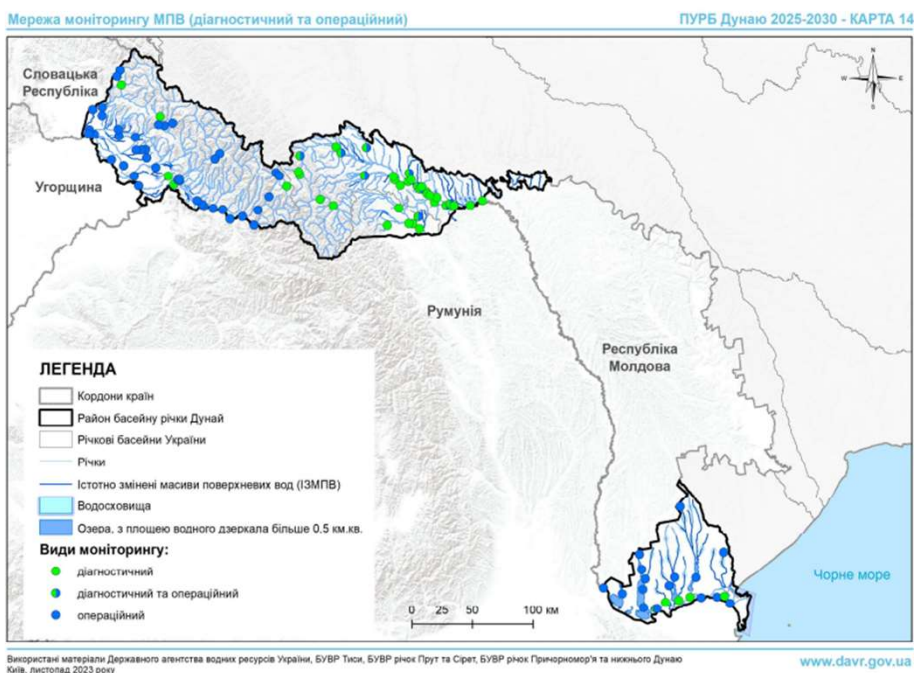 Мережа моніторингу МПВ (діагностичний та операційний)
ПУРБ Дунаю 2025-2030 - КАРТА 14
Словацька
Республіка
N
W
E
S
Угорщина
Румунія
Республіка
Молдова
ЛЕГЕНДА
Кордони країн
Район басейну річки Дунай
Річкові басейни України
Річки
Істотно змінені масиви поверхневих вод (ІЗМПВ)
Водосховища
Озера, з площею водного дзеркала більше 0.5 км.кв.
Види моніторингу:
діагностичний
діагностичний та операційний
операційний
0 25 50 100 км
Чорне море
Використані матеріали Державного агентства водних ресурсів України, БУВР Тиси, БУВР річок Прут та Сірет, БУВР річок Причорномор'я та нижнього Дунаю
Київ, листопад 2023 року
www.davr.gov.ua